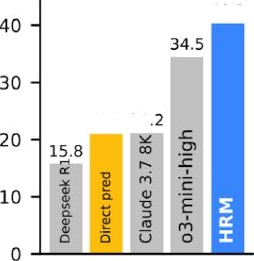 40
30
20
10
0
15.8
.2
34.5
Deepseek R1
Direct pred
Claude 3.7 8K
o3-mini-high
HRM